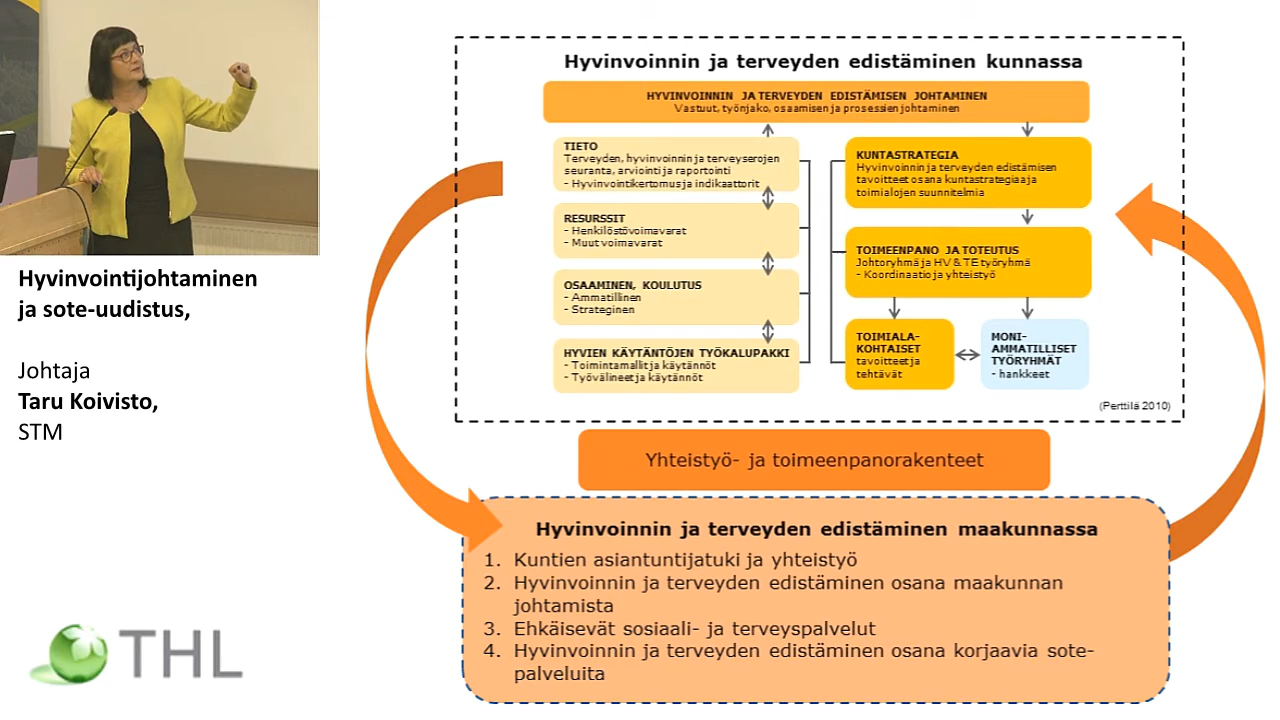 Hyvinvointijohtaminen
ja sote-uudistus,
Johtaja
Taru Koivisto,
STM
THL
Hyvinvoinnin ja terveyden edistäminen kunnassa
HYVINVOINNIN JA TERVEYDEN EDISTÄMISEN JOHTAMINEN
Vastuut, työnjako, osaamisen ja prosessien johtaminen
TIETO
Terveyden, hyvinvoinnin ja terveyserojen
seuranta, arviointi ja raportointi
- Hyvinvointikertomus ja indikaattorit
RESURSSIT
- Henkilöstövoimavarat
- Muut voimavarat
OSAAMINEN, KOULUTUS
- Ammatillinen
- Strateginen
HYVIEN KÄYTÄNTÖJEN TYÖKALUPAKKI
- Toimintamallit ja käytännöt
- Työvälineet ja käytännöt
KUNTASTRATEGIA
Hyvinvoinnin ja terveyden edistämisen
tavoitteet osana kuntastrategiaa ja
toimialojen suunnitelmia
TOIMEENPANO JA TOTEUTUS
Johtoryhmä ja HV & TE työryhmä
- Koordinaatio ja yhteistyö
TOIMIALA-
KOHTAISET
tavoitteet ja
tehtävät
MONI-
AMMATILLISET
TYÖRYHMÄT
- hankkeet
(Perttilä 2010)
Yhteistyö- ja toimeenpanorakenteet
Hyvinvoinnin ja terveyden edistäminen maakunnassa
1. Kuntien asiantuntijatuki ja yhteistyö
2. Hyvinvoinnin ja terveyden edistäminen osana maakunnan
johtamista
3. Ehkäisevät sosiaali- ja terveyspalvelut
4. Hyvinvoinnin ja terveyden edistäminen osana korjaavia sote-
palveluita